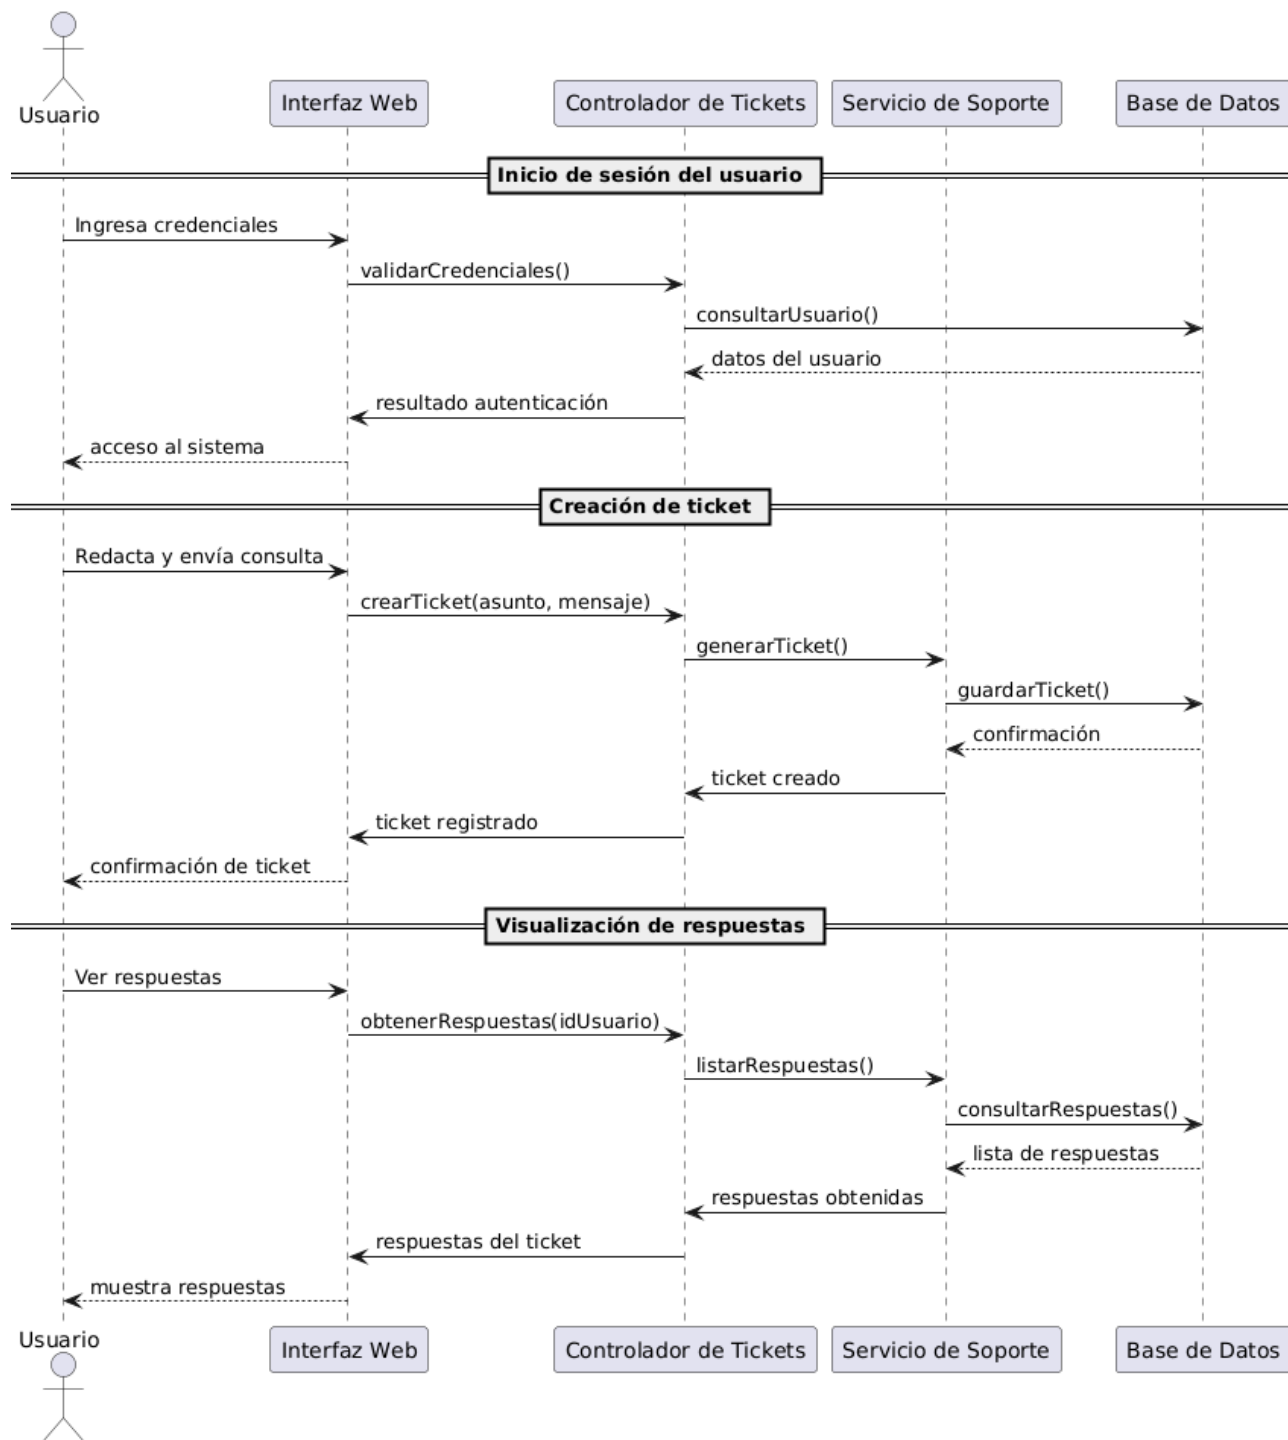 Usuario
Interfaz Web
Controlador de Tickets
Servicio de Soporte
Base de Datos
Inicio de sesión del usuario
Ingresa credenciales
validarCredenciales()
consultarUsuario()
datos del usuario
resultado autenticación
acceso al sistema
Creación de ticket
Redacta y envía consulta
crearTicket(asunto, mensaje)
generarTicket()
guardarTicket()
confirmación
ticket creado
ticket registrado
confirmación de ticket
Visualización de respuestas
Ver respuestas
obtenerRespuestas(idUsuario)
listarRespuestas()
consultarRespuestas()
lista de respuestas
respuestas obtenidas
respuestas del ticket
muestra respuestas
Usuario
Interfaz Web
Controlador de Tickets
Servicio de Soporte
Base de Datos